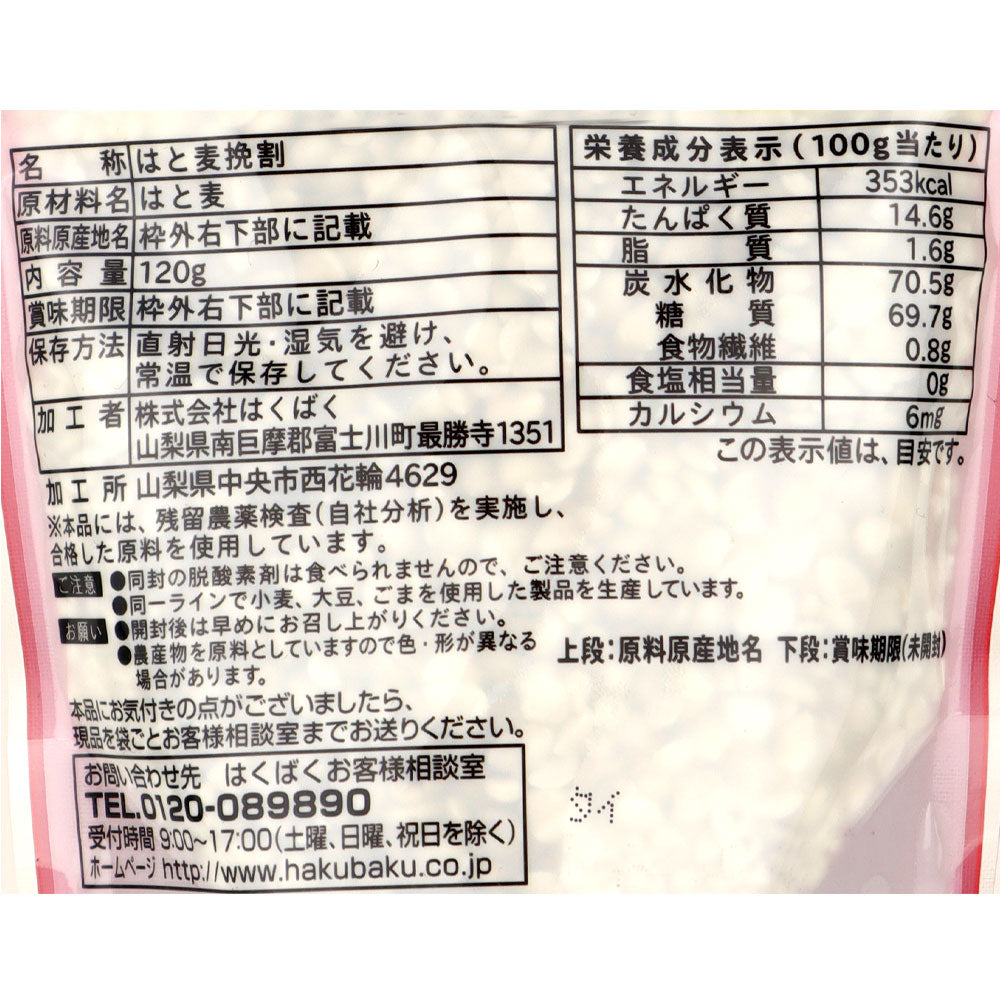 名称 はと麦挽割
原材料名 はと麦
原料原産地名 枠外右下部に記載
内容量 120g
賞味期限 枠外右下部に記載
保存方法 直射日光・湿気を避け、
常温で保存してください。
加工者 株式会社はくばく
山梨県南巨摩郡富士川町最勝寺1351
加工所 山梨県中央市西花輪4629
※本品には、残留農薬検査(自社分析)を実施し、
合格した原料を使用しています。
ご注意 ●同封の脱酸素剤は食べられませんので、ご注意ください。
●同一ラインで小麦、大豆、ごまを使用した製品を生産しています。
お願い ●開封後は早めにお召し上がりください。
●農産物を原料としていますので色・形が異なる
場合があります。
本品にお気付きの点がございましたら、
現品を袋ごとお客様相談室までお送りください。
お問い合わせ先 はくばくお客様相談室
TEL.0120-089890
受付時間 9:00~17:00(土曜、日曜、祝日を除く)
ホームページ http://www.hakubaku.co.jp
栄養成分表示(100g当たり)
エネルギー 353kcal
たんぱく質 14.6g
脂質 1.6g
炭水化物 70.5g
糖質 69.7g
食物繊維 0.8g
食塩相当量 0g
カルシウム 6mg
この表示値は、目安です。
上段:原料原産地名 下段:賞味期限(未開封)
タイ